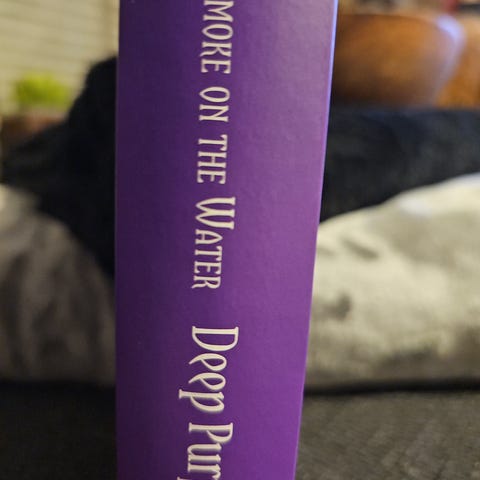 MOKE ON THE WATER
Deep Pur